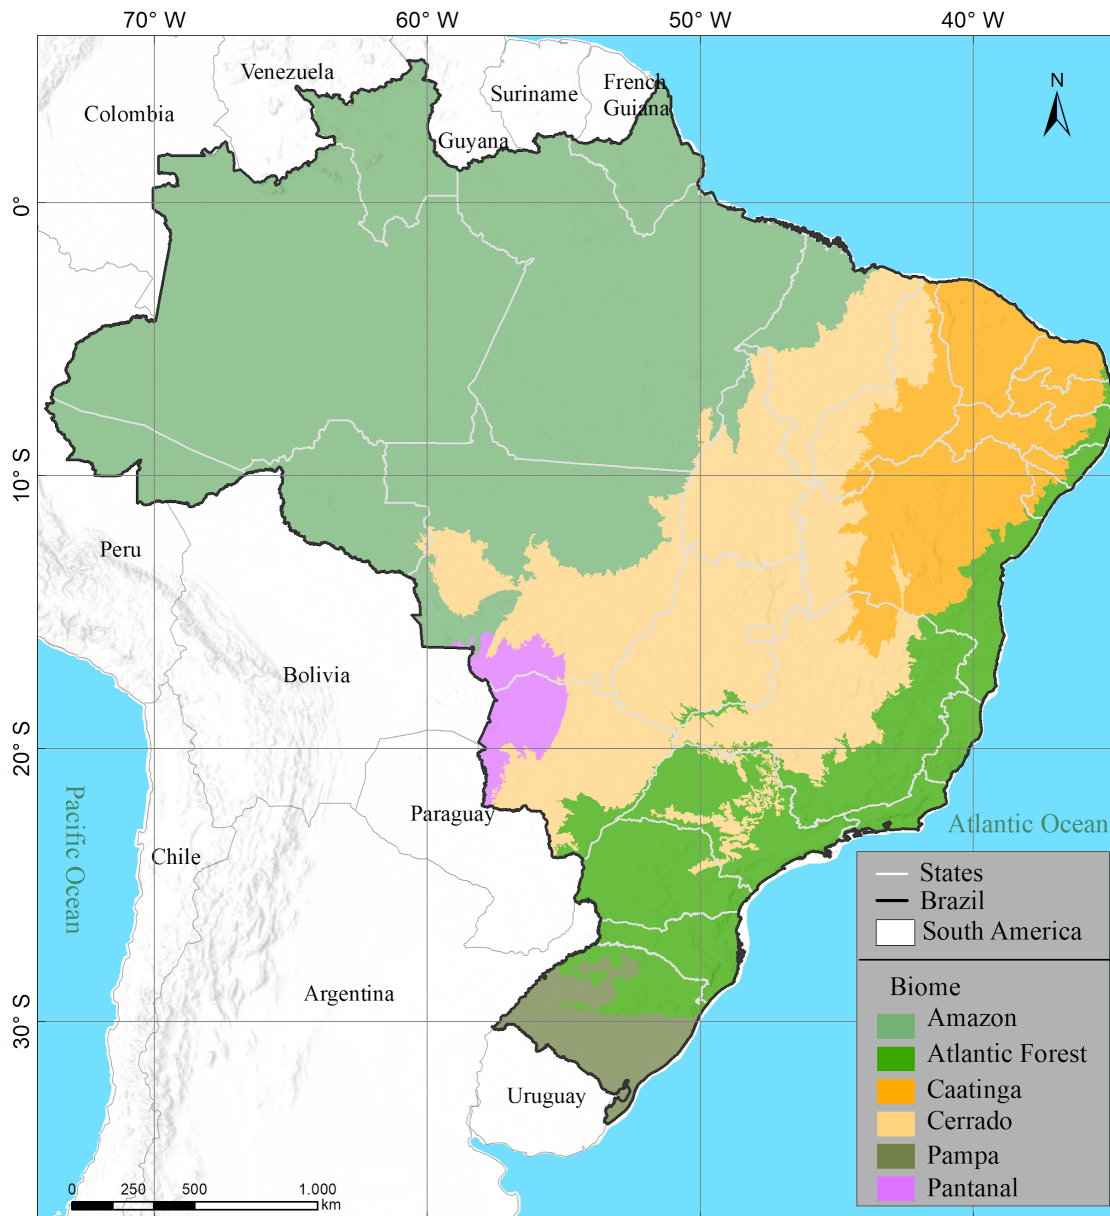 70° W 60° W 50° W 40° W
N
Venezuela
Colombia
Suriname
French
Guiana
Guyana
0°
10° S
Peru
Bolivia
20° S
Paraguay
Pacific Ocean
Chile
Atlantic Ocean
Argentina
30° S
Uruguay
States
Brazil
South America
Biome
Amazon
Atlantic Forest
Caatinga
Cerrado
Pampa
Pantanal
0 250 500 1.000
km